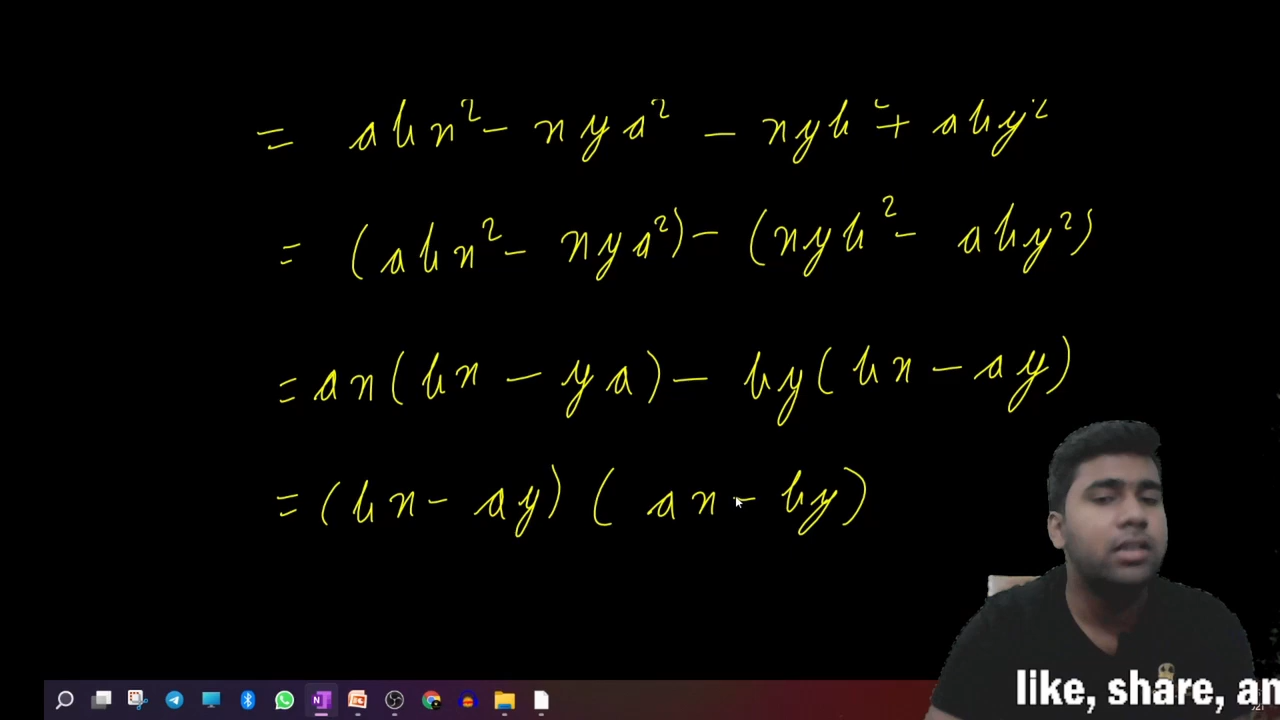 = abx² - xya² - xyb² + aby²
= (abx² - xya²) - (xyb² - aby²)
= ax(bx - ya) - by(bx - ay)
= (bx - ay) (ax - by)
like, share, an